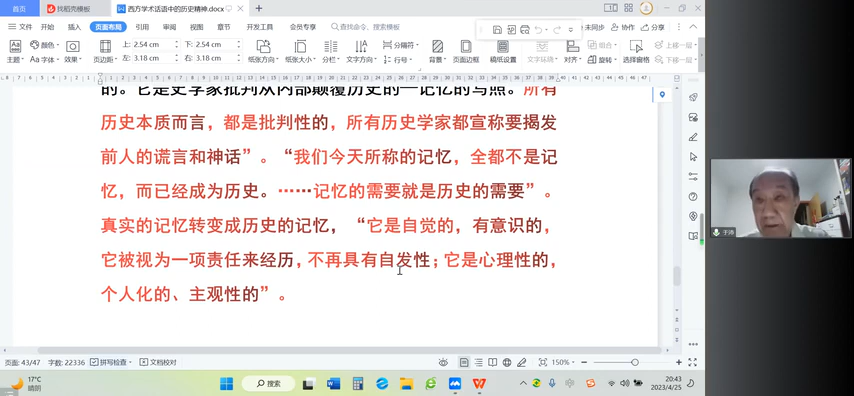 首页
找稻壳模板
西方学术话语中的历史精神.docx
文件 开始 插入 页面布局 引用 审阅 视图 章节 开发工具 会员专享 查找命令、搜索模板 未同步 协作 分享
主题 颜色 Aa字体 效果 页边距 上: 2.54 cm 下: 2.54 cm 左: 3.18 cm 右: 3.18 cm 纸张方向 纸张大小 分栏 文字方向 分隔符 行号 背景 页面边框 稿纸设置 文字环绕 对齐 组合 旋转 选择窗格 上移一层 下移一层
的。它是史学家批判从内部颠覆历史的一记忆的写照。所有
历史本质而言，都是批判性的，所有历史学家都宣称要揭发
前人的谎言和神话”。“我们今天所称的记忆，全都不是记
忆，而已经成为历史。……记忆的需要就是历史的需要”。
真实的记忆转变成历史的记忆，“它是自觉的，有意识的，
它被视为一项责任来经历，不再具有自发性；它是心理性的，
个人化的、主观性的”。
于沛
页面: 43/47 字数: 22336 拼写检查 文档校对 150%
17°C
晴朗
搜索
20:43
2023/4/25